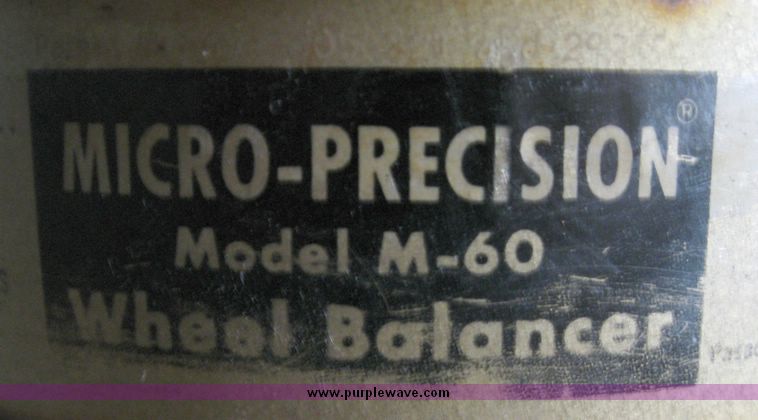 MICRO-PRECISION®
Model M-60
Wheel Balancer
www.purplewave.com